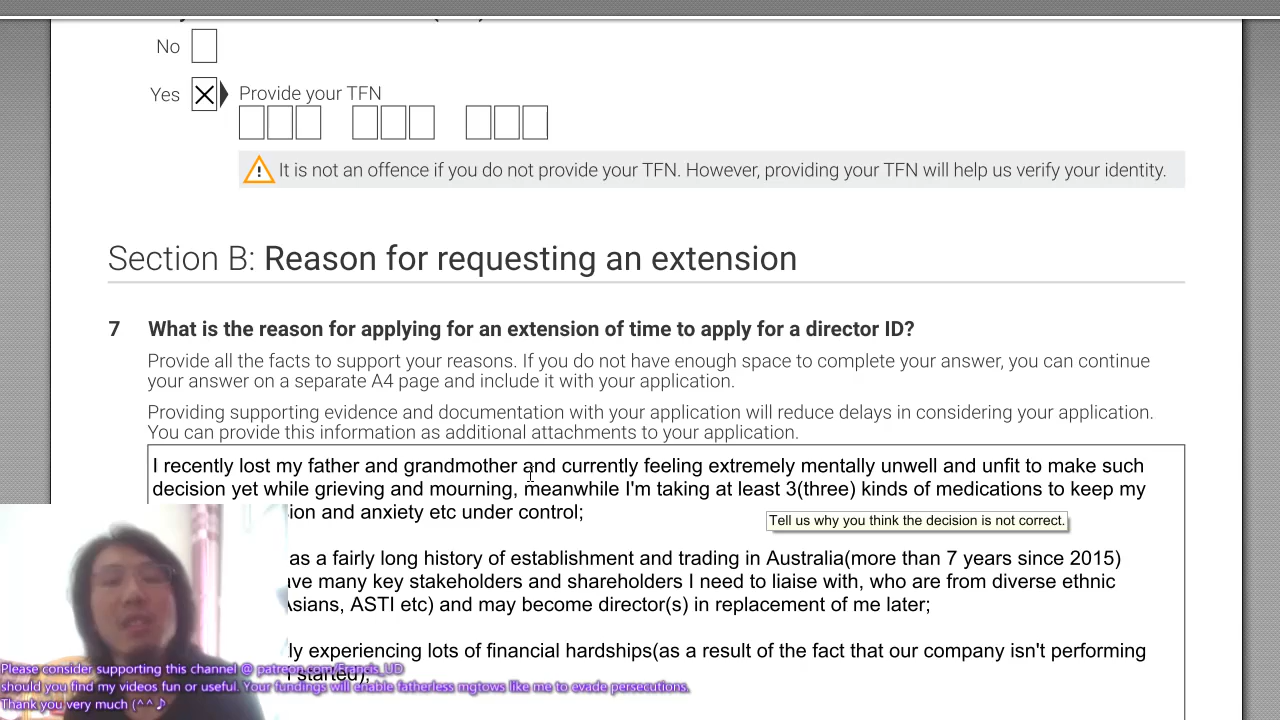 No
Yes
Provide your TFN
It is not an offence if you do not provide your TFN. However, providing your TFN will help us verify your identity.
Section B: Reason for requesting an extension
7 What is the reason for applying for an extension of time to apply for a director ID?
Provide all the facts to support your reasons. If you do not have enough space to complete your answer, you can continue
your answer on a separate A4 page and include it with your application.
Providing supporting evidence and documentation with your application will reduce delays in considering your application.
You can provide this information as additional attachments to your application.
I recently lost my father and grandmother and currently feeling extremely mentally unwell and unfit to make such
decision yet while grieving and mourning, meanwhile I'm taking at least 3(three) kinds of medications to keep my
ion and anxiety etc under control;
Tell us why you think the decision is not correct.
as a fairly long history of establishment and trading in Australia(more than 7 years since 2015)
ave many key stakeholders and shareholders I need to liaise with, who are from diverse ethnic
Asians, ASTI etc) and may become director(s) in replacement of me later;
ly experiencing lots of financial hardships(as a result of the fact that our company isn't performing
started);
Please consider supporting this channel @ patreon.com/Francis_UD
should you find my videos fun or useful. Your fundings will enable fatherless mgtows like me to evade persecutions.
Thank you very much (^^♪